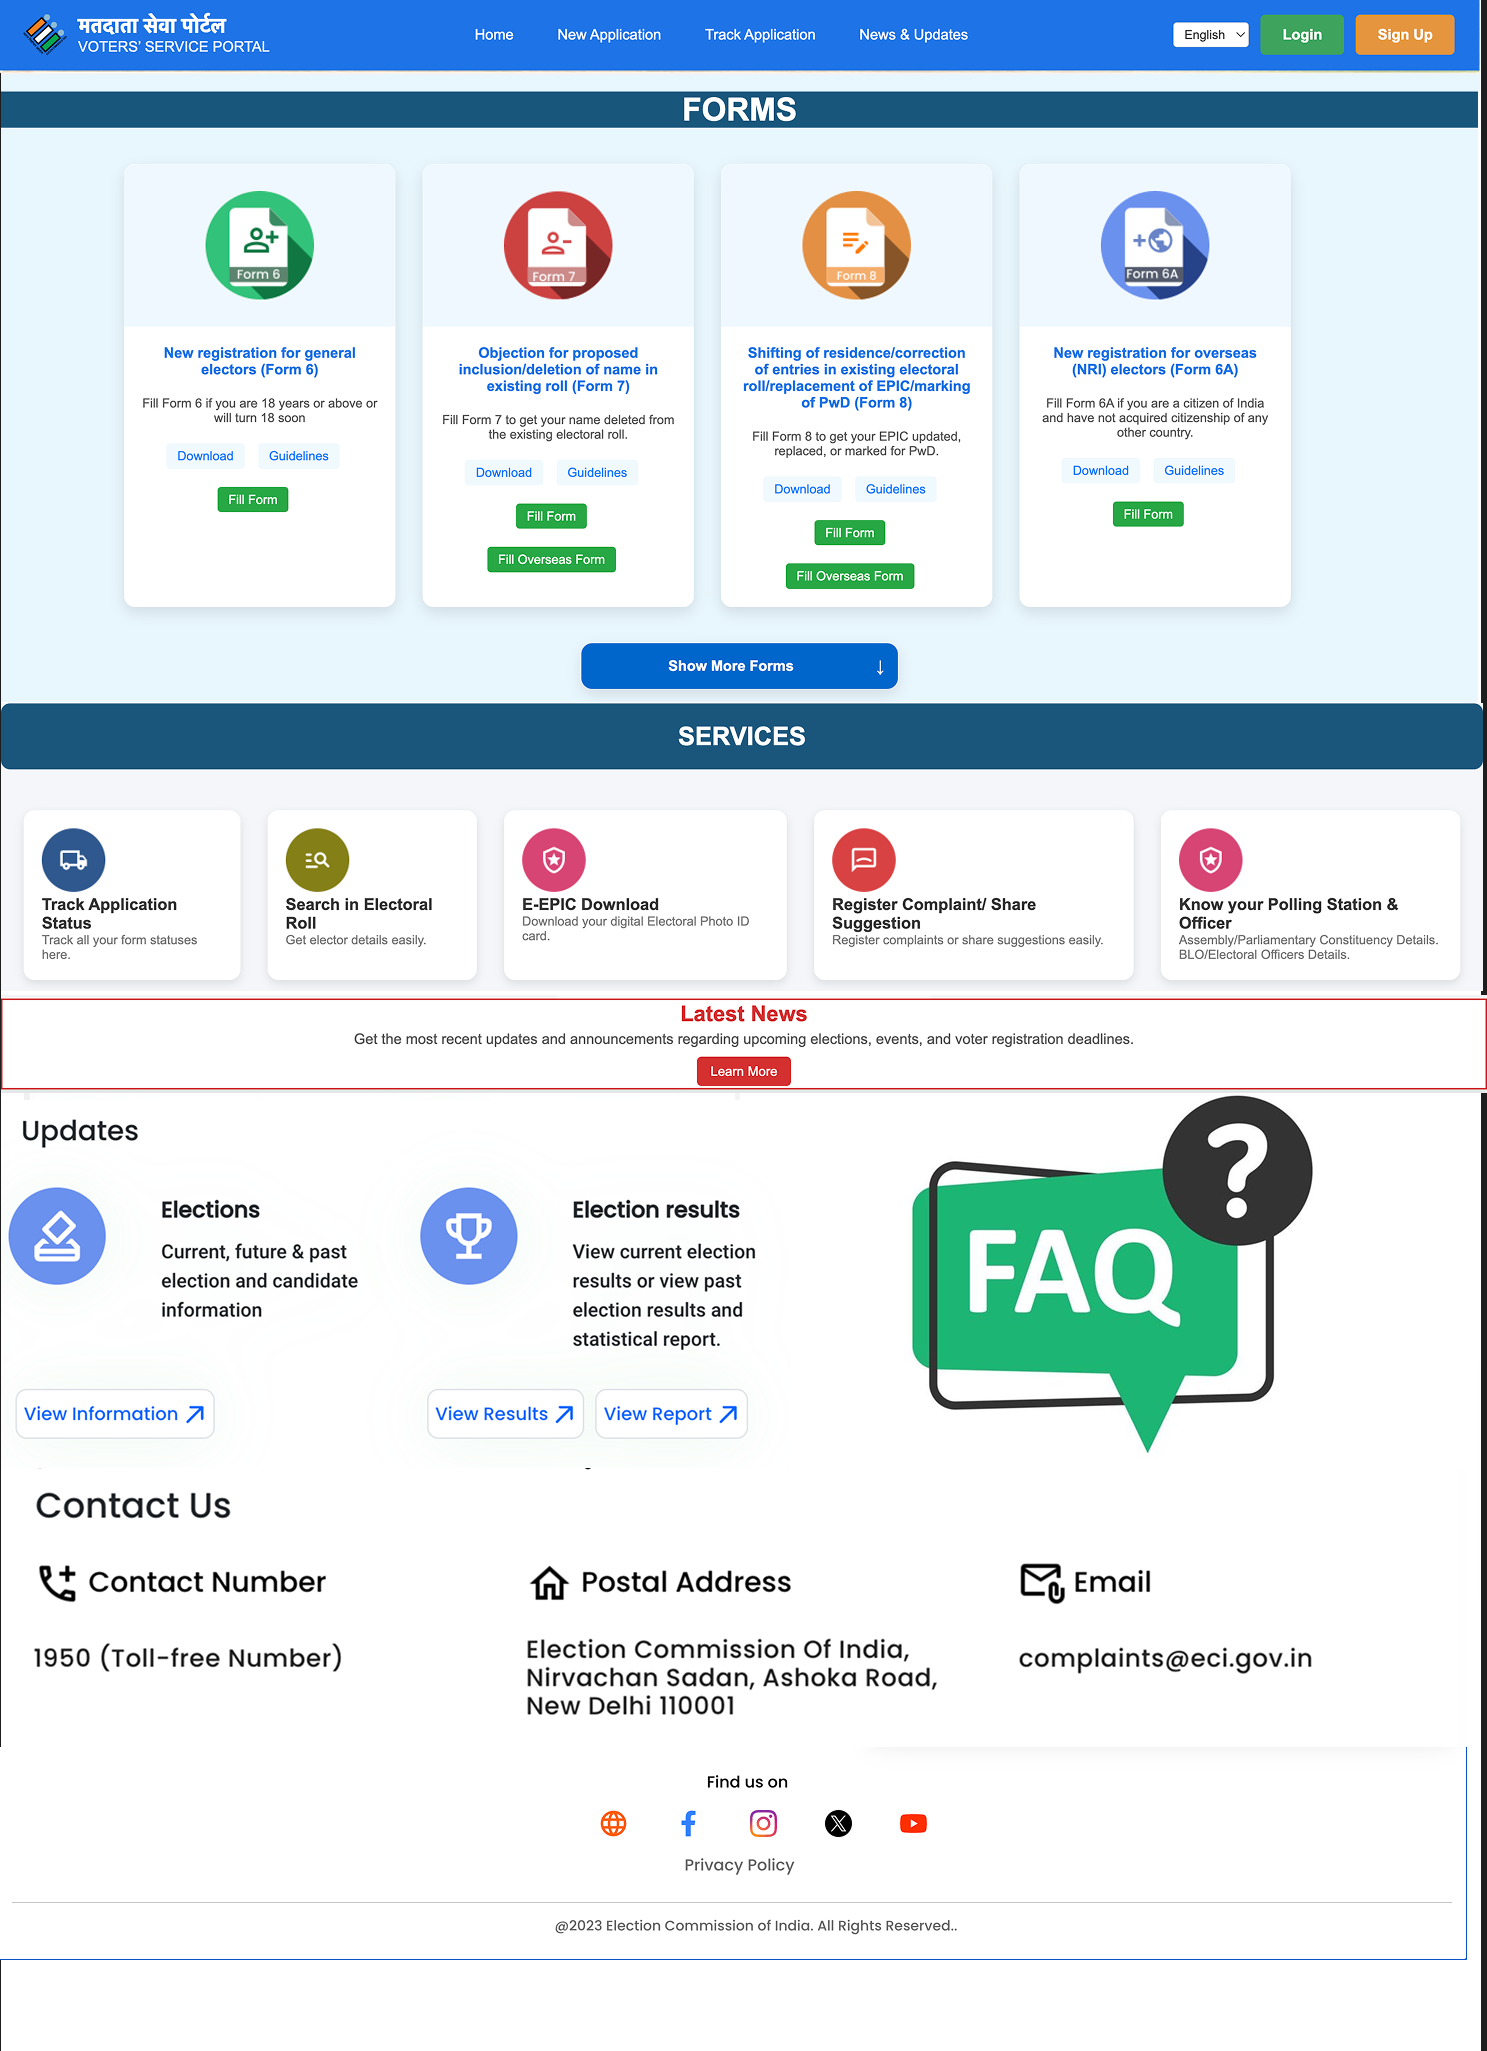 मतदाता सेवा पोर्टल
VOTERS' SERVICE PORTAL
Home
New Application
Track Application
News & Updates
English
Login
Sign Up
FORMS
Form 6
New registration for general
electors (Form 6)
Fill Form 6 if you are 18 years or above or
will turn 18 soon
Download
Guidelines
Fill Form
Form 7
Objection for proposed
inclusion/deletion of name in
existing roll (Form 7)
Fill Form 7 to get your name deleted from
the existing electoral roll.
Download
Guidelines
Fill Form
Fill Overseas Form
Form 8
Shifting of residence/correction
of entries in existing electoral
roll/replacement of EPIC/marking
of PwD (Form 8)
Fill Form 8 to get your EPIC updated,
replaced, or marked for PwD.
Download
Guidelines
Fill Form
Fill Overseas Form
Form 6A
New registration for overseas
(NRI) electors (Form 6A)
Fill Form 6A if you are a citizen of India
and have not acquired citizenship of any
other country.
Download
Guidelines
Fill Form
Show More Forms ↓
SERVICES
Track Application
Status
Track all your form statuses
here.
Search in Electoral
Roll
Get elector details easily.
E-EPIC Download
Download your digital Electoral Photo ID
card.
Register Complaint/ Share
Suggestion
Register complaints or share suggestions easily.
Know your Polling Station &
Officer
Assembly/Parliamentary Constituency Details.
BLO/Electoral Officers Details.
Latest News
Get the most recent updates and announcements regarding upcoming elections, events, and voter registration deadlines.
Learn More
Updates
Elections
Current, future & past
election and candidate
information
View Information
Election results
View current election
results or view past
election results and
statistical report.
View Results
View Report
?
FAQ
Contact Us
Contact Number
1950 (Toll-free Number)
Postal Address
Election Commission Of India,
Nirvachan Sadan, Ashoka Road,
New Delhi 110001
Email
complaints@eci.gov.in
Find us on
Privacy Policy
@2023 Election Commission of India. All Rights Reserved..